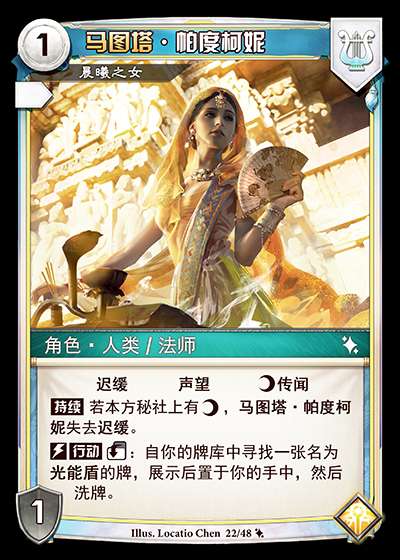 1
马图塔·帕度柯妮
晨曦之女
角色·人类/法师
迟缓 声望 传闻
持续 若本方秘社上有，马图塔·帕度柯
妮失去迟缓。
行动：自你的牌库中寻找一张名为
光能盾的牌，展示后置于你的手中，然后
洗牌。
1
Illus. Locatio Chen 22/48